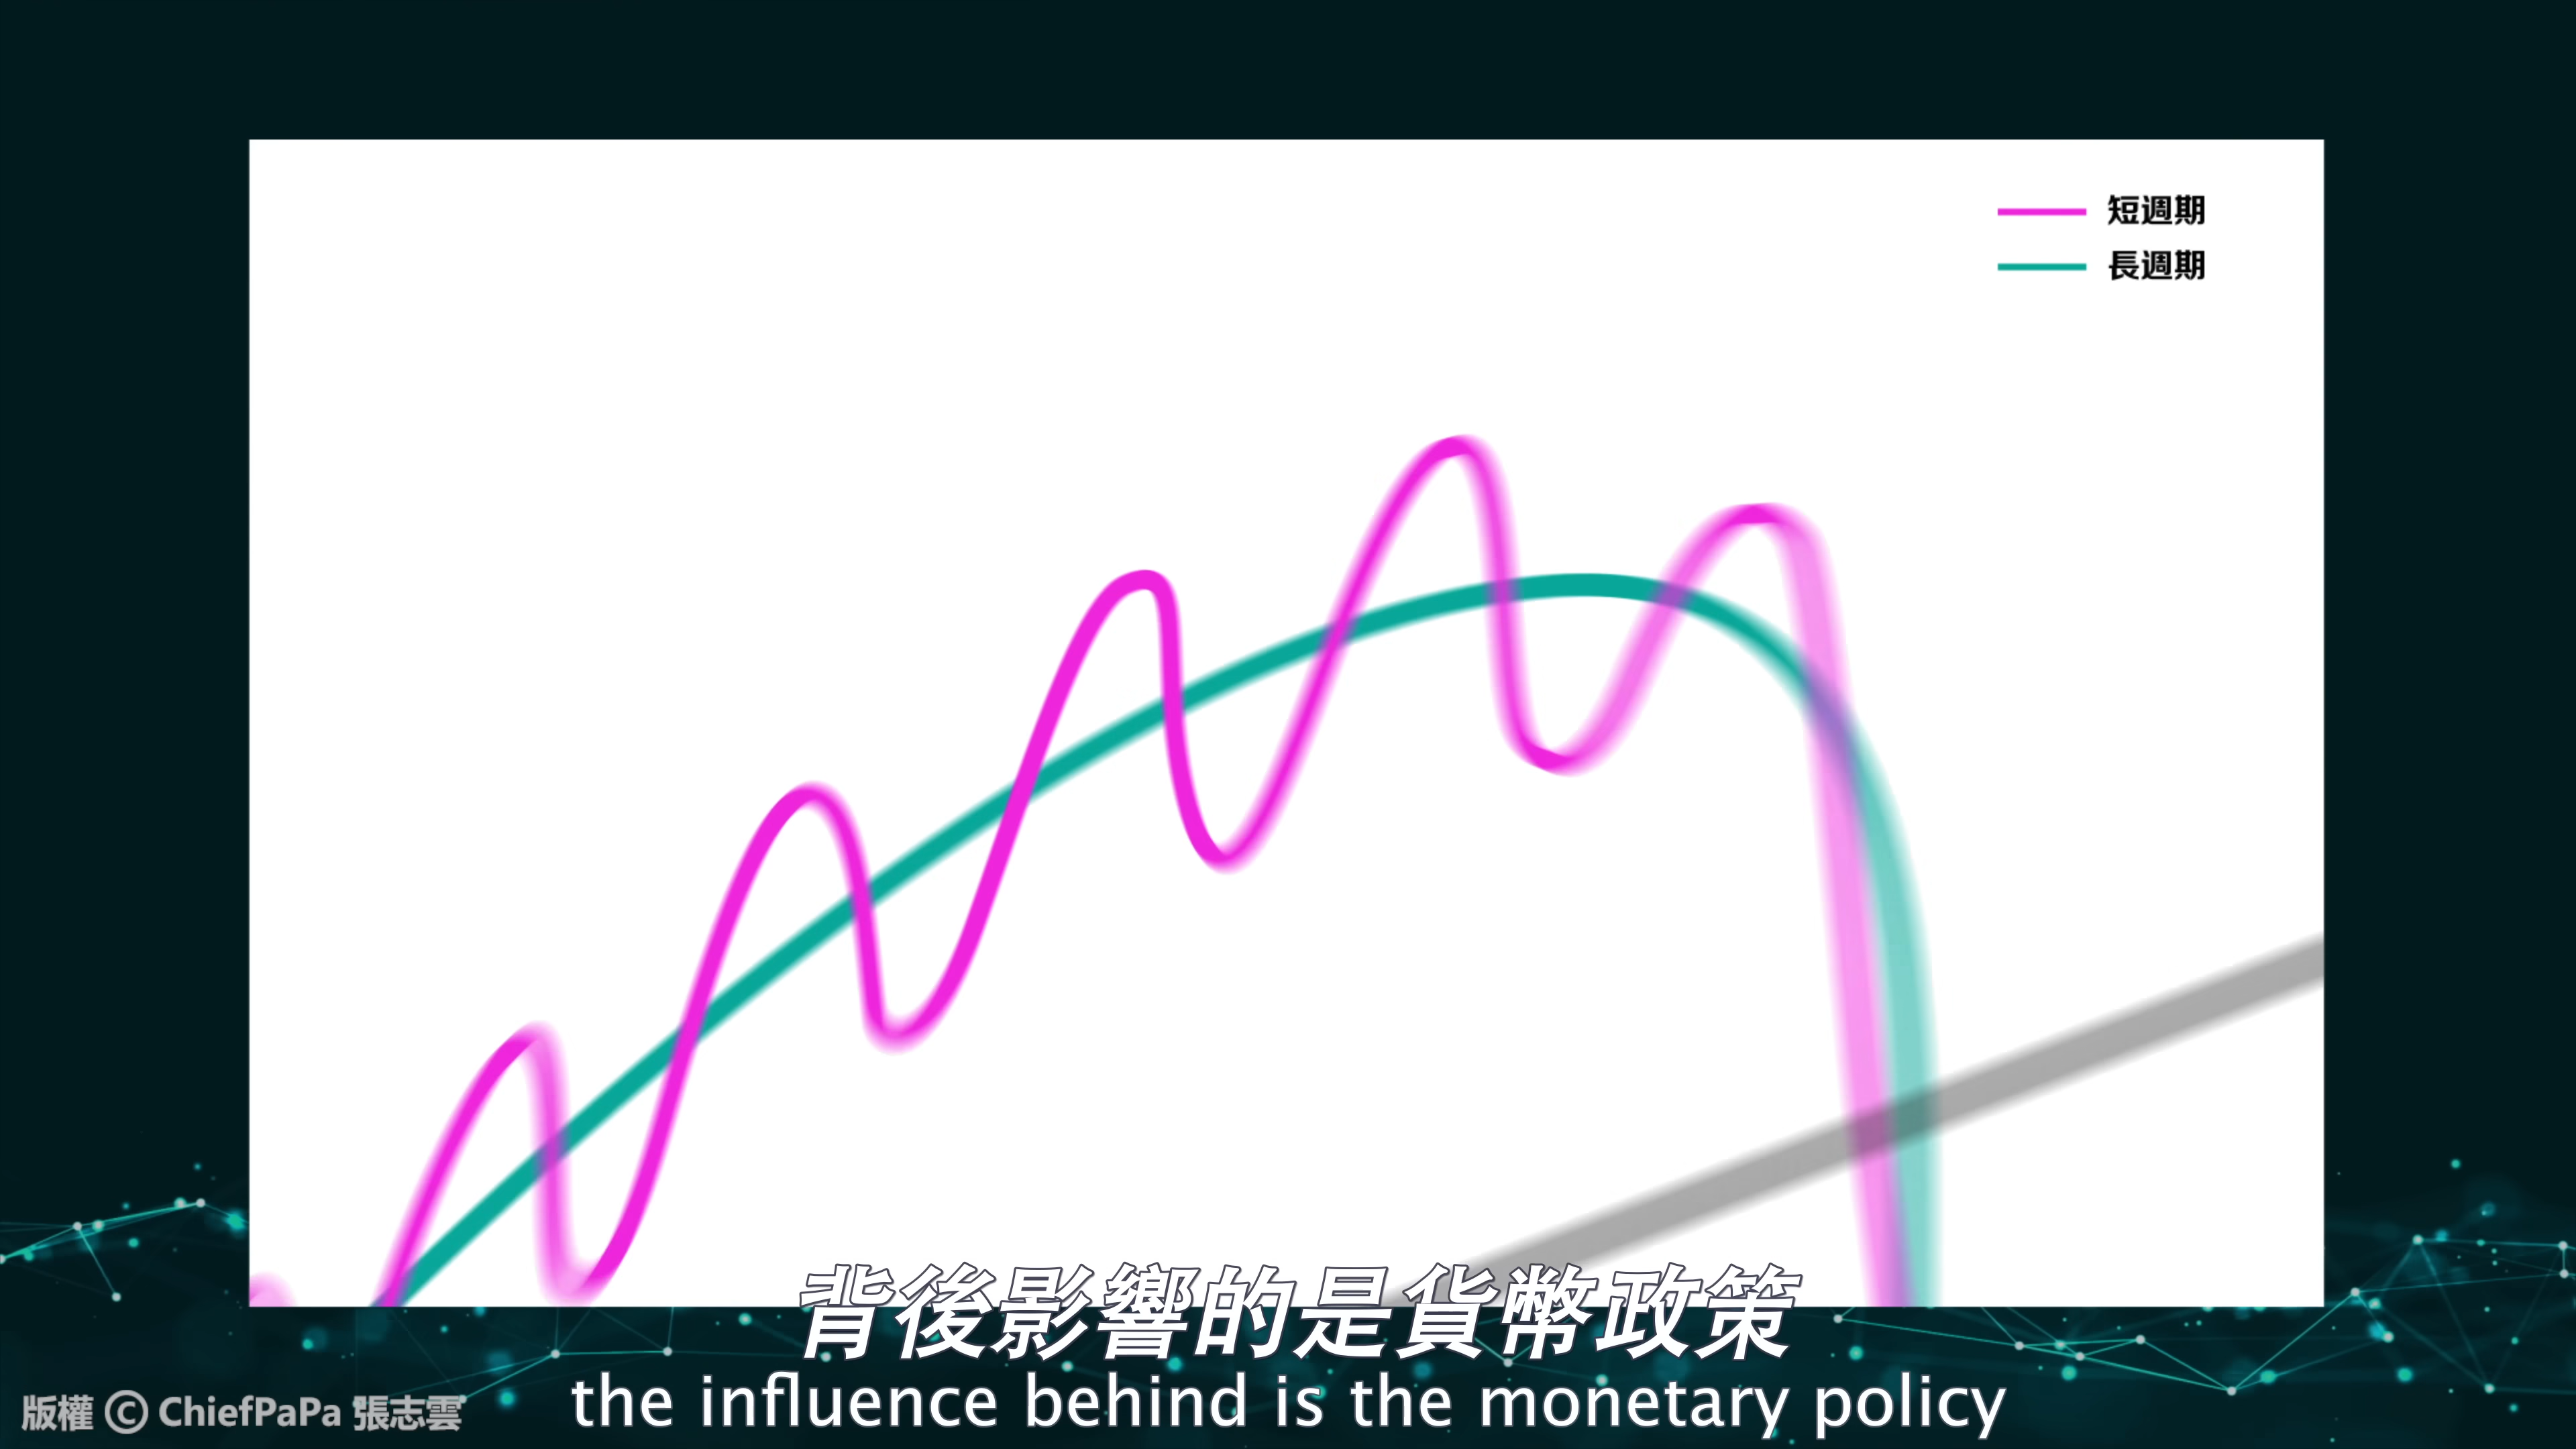 短週期
長週期
背後影響的是貨幣政策
the influence behind is the monetary policy
版權 © ChiefPaPa 張志雲